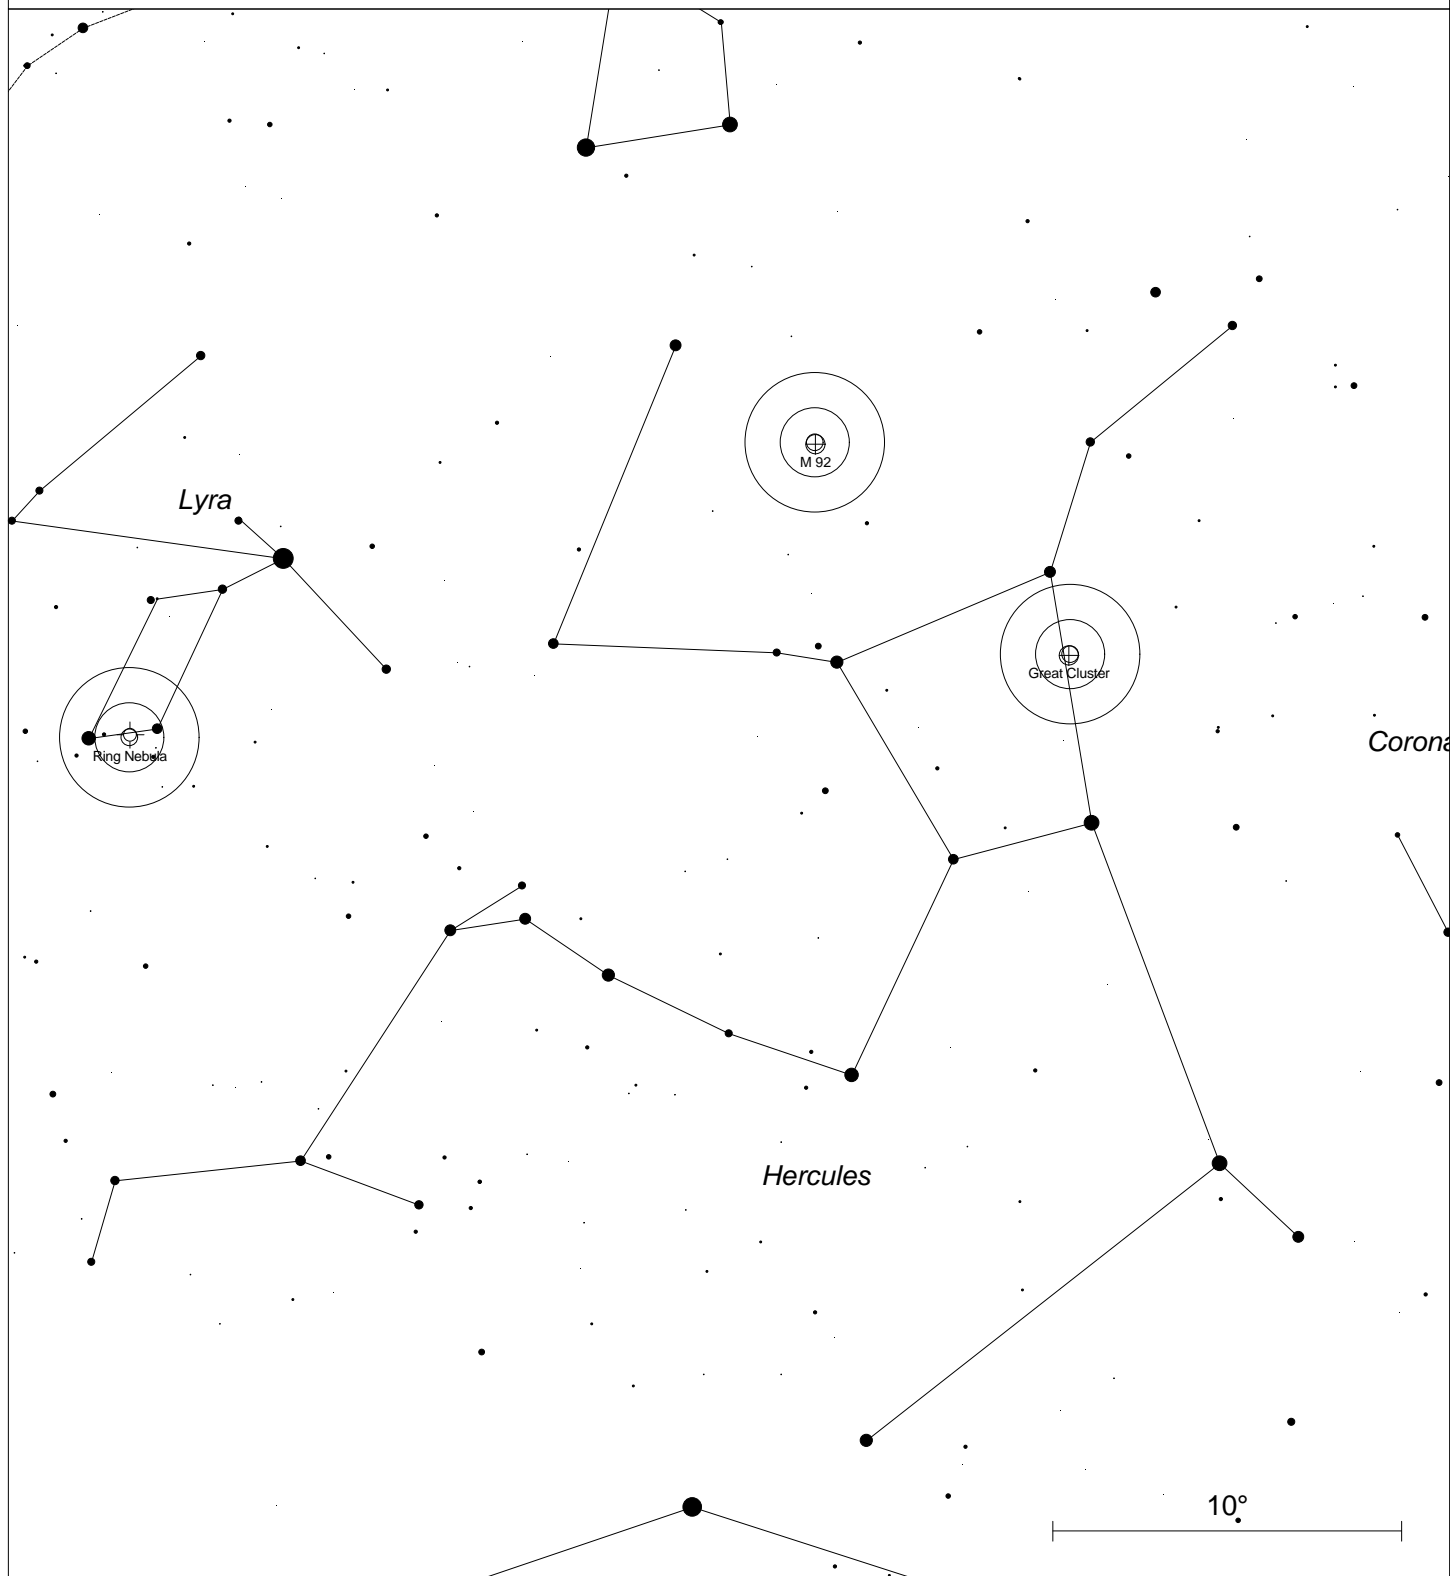 M 92
Lyra
Great Cluster
Ring Nebula
Corona
Hercules
10°